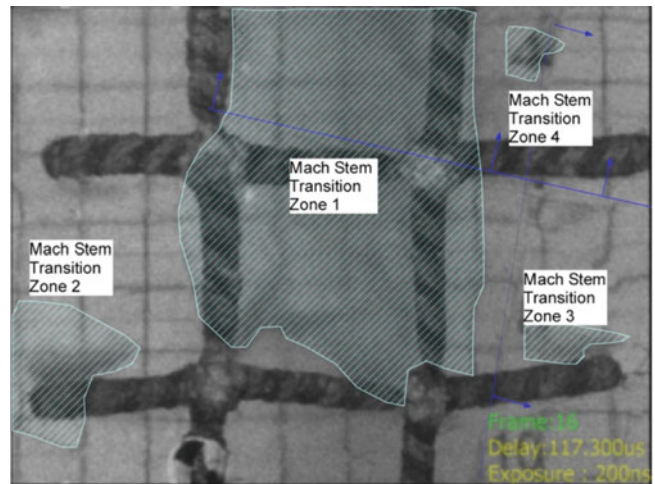 Mach Stem
Transition
Zone 4
Mach Stem
Transition
Zone 1
Mach Stem
Transition
Zone 2
Mach Stem
Transition
Zone 3
Frame:16
Delay:117.300us
Exposure : 200ns